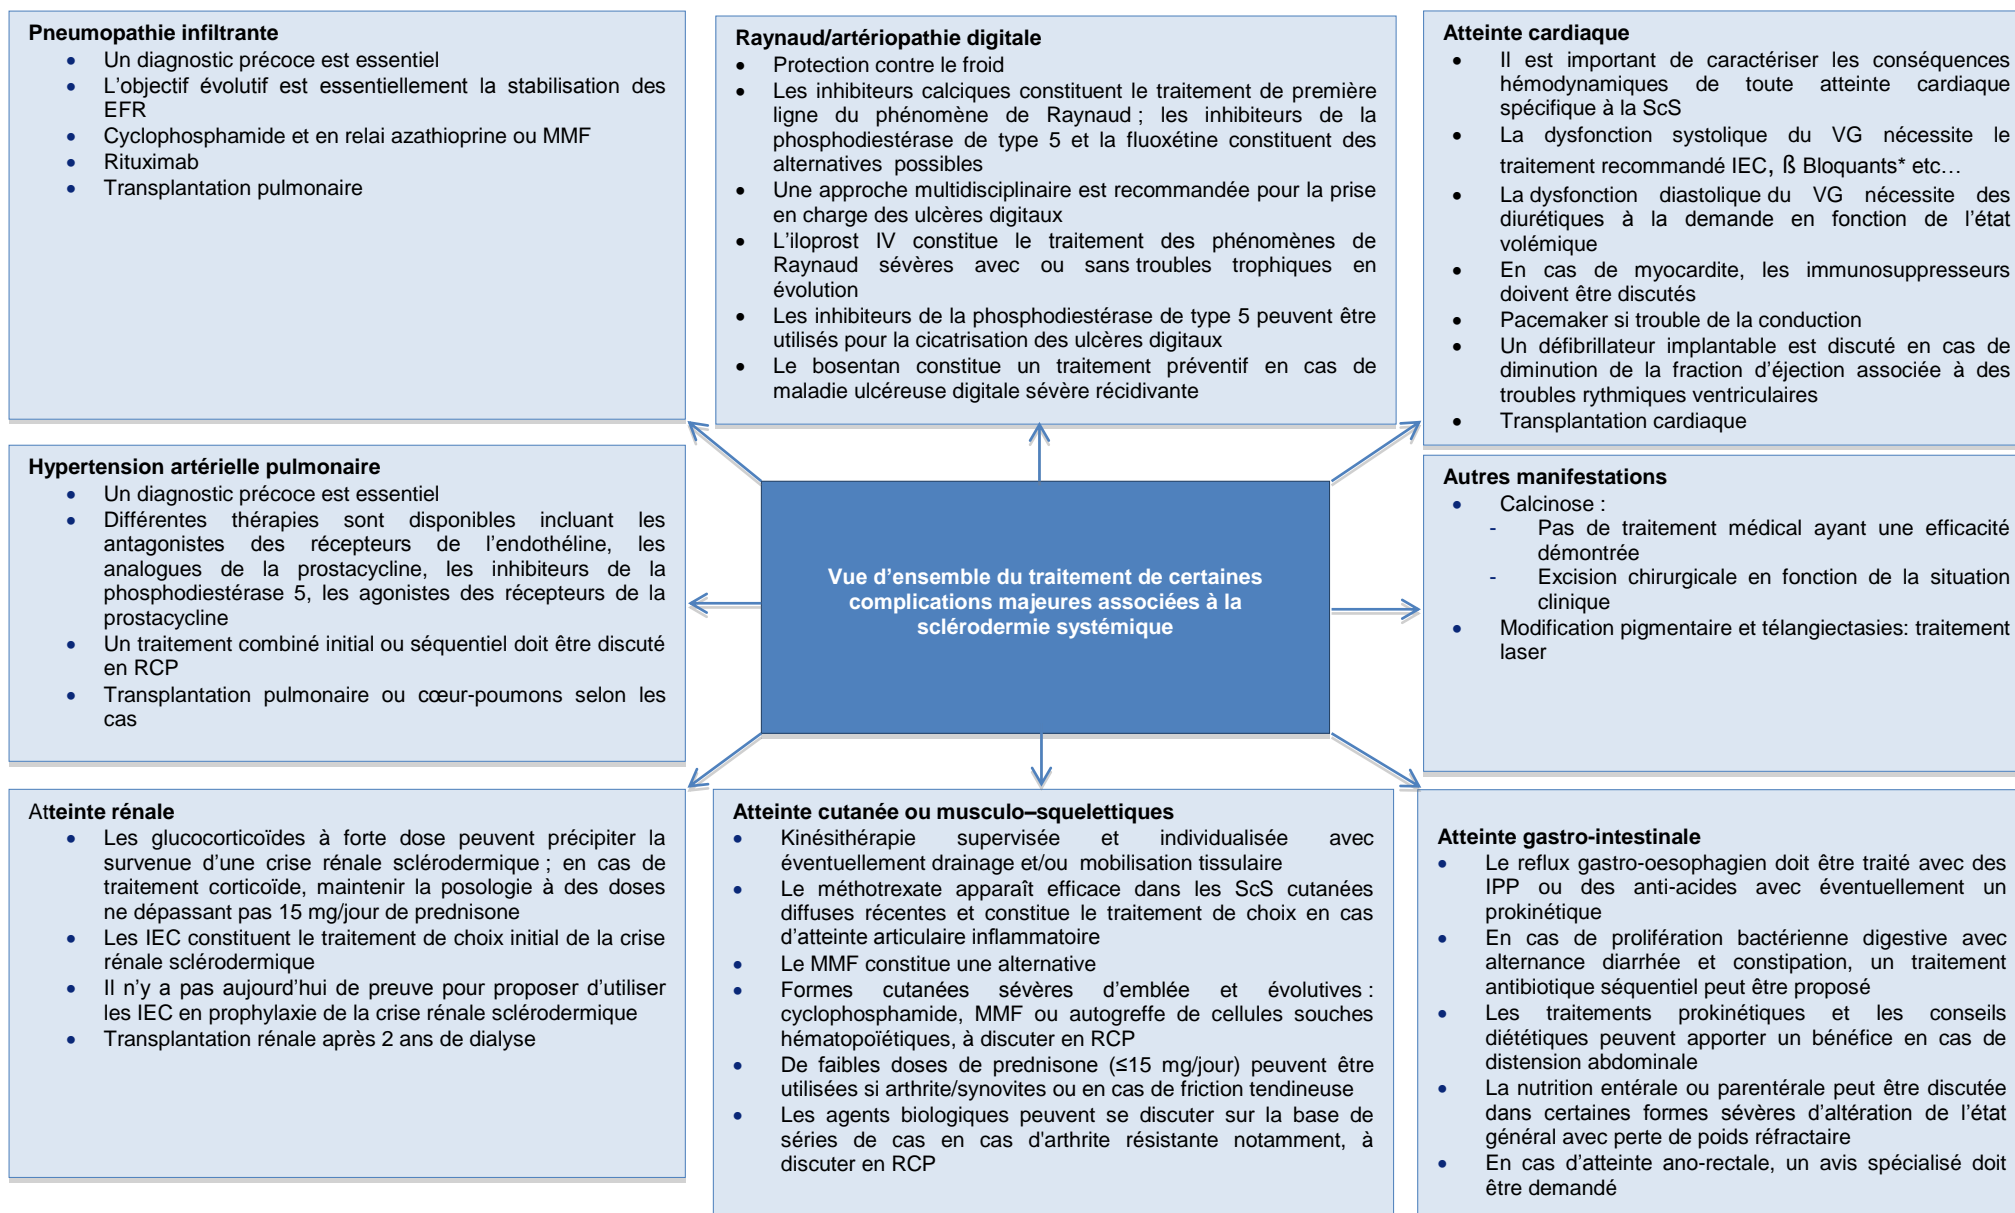 Pneumopathie infiltrante
• Un diagnostic précoce est essentiel
• L’objectif évolutif est essentiellement la stabilisation des
EFR
• Cyclophosphamide et en relai azathioprine ou MMF
• Rituximab
• Transplantation pulmonaire
Raynaud/artériopathie digitale
• Protection contre le froid
• Les inhibiteurs calciques constituent le traitement de première
ligne du phénomène de Raynaud ; les inhibiteurs de la
phosphodiestérase de type 5 et la fluoxétine constituent des
alternatives possibles
• Une approche multidisciplinaire est recommandée pour la prise
en charge des ulcères digitaux
• L’iloprost IV constitue le traitement des phénomènes de
Raynaud sévères avec ou sans troubles trophiques en
évolution
• Les inhibiteurs de la phosphodiestérase de type 5 peuvent être
utilisés pour la cicatrisation des ulcères digitaux
• Le bosentan constitue un traitement préventif en cas de
maladie ulcéreuse digitale sévère récidivante
Atteinte cardiaque
• Il est important de caractériser les conséquences
hémodynamiques de toute atteinte cardiaque
spécifique à la ScS
• La dysfonction systolique du VG nécessite le
traitement recommandé IEC, ß Bloquants* etc…
• La dysfonction diastolique du VG nécessite des
diurétiques à la demande en fonction de l’état
volémique
• En cas de myocardite, les immunosuppresseurs
doivent être discutés
• Pacemaker si trouble de la conduction
• Un défibrillateur implantable est discuté en cas de
diminution de la fraction d’éjection associée à des
troubles rythmiques ventriculaires
• Transplantation cardiaque
Hypertension artérielle pulmonaire
• Un diagnostic précoce est essentiel
• Différentes thérapies sont disponibles incluant les
antagonistes des récepteurs de l’endothéline, les
analogues de la prostacycline, les inhibiteurs de la
phosphodiestérase 5, les agonistes des récepteurs de la
prostacycline
• Un traitement combiné initial ou séquentiel doit être discuté
en RCP
• Transplantation pulmonaire ou cœur-poumons selon les
cas
Vue d’ensemble du traitement de certaines
complications majeures associées à la
sclérodermie systémique
Autres manifestations
• Calcinose :
- Pas de traitement médical ayant une efficacité
démontrée
- Excision chirurgicale en fonction de la situation
clinique
• Modification pigmentaire et télangiectasies: traitement
laser
Atteinte rénale
• Les glucocorticoïdes à forte dose peuvent précipiter la
survenue d’une crise rénale sclérodermique ; en cas de
traitement corticoïde, maintenir la posologie à des doses
ne dépassant pas 15 mg/jour de prednisone
• Les IEC constituent le traitement de choix initial de la crise
rénale sclérodermique
• Il n’y a pas aujourd’hui de preuve pour proposer d’utiliser
les IEC en prophylaxie de la crise rénale sclérodermique
• Transplantation rénale après 2 ans de dialyse
Atteinte cutanée ou musculo–squelettiques
• Kinésithérapie supervisée et individualisée avec
éventuellement drainage et/ou mobilisation tissulaire
• Le méthotrexate apparaît efficace dans les ScS cutanées
diffuses récentes et constitue le traitement de choix en cas
d’atteinte articulaire inflammatoire
• Le MMF constitue une alternative
• Formes cutanées sévères d’emblée et évolutives :
cyclophosphamide, MMF ou autogreffe de cellules souches
hématopoïétiques, à discuter en RCP
• De faibles doses de prednisone (≤15 mg/jour) peuvent être
utilisées si arthrite/synovites ou en cas de friction tendineuse
• Les agents biologiques peuvent se discuter sur la base de
séries de cas en cas d'arthrite résistante notamment, à
discuter en RCP
Atteinte gastro-intestinale
• Le reflux gastro-oesophagien doit être traité avec des
IPP ou des anti-acides avec éventuellement un
prokinétique
• En cas de prolifération bactérienne digestive avec
alternance diarrhée et constipation, un traitement
antibiotique séquentiel peut être proposé
• Les traitements prokinétiques et les conseils
diététiques peuvent apporter un bénéfice en cas de
distension abdominale
• La nutrition entérale ou parentérale peut être discutée
dans certaines formes sévères d’altération de l’état
général avec perte de poids réfractaire
• En cas d’atteinte ano-rectale, un avis spécialisé doit
être demandé